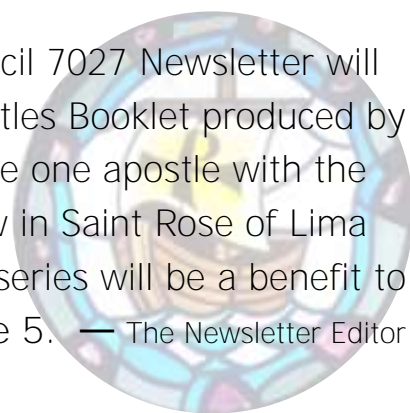 cil 7027 Newsletter will
tles Booklet produced by
e one apostle with the
in Saint Rose of Lima
series will be a benefit to
e 5. — The Newsletter Editor